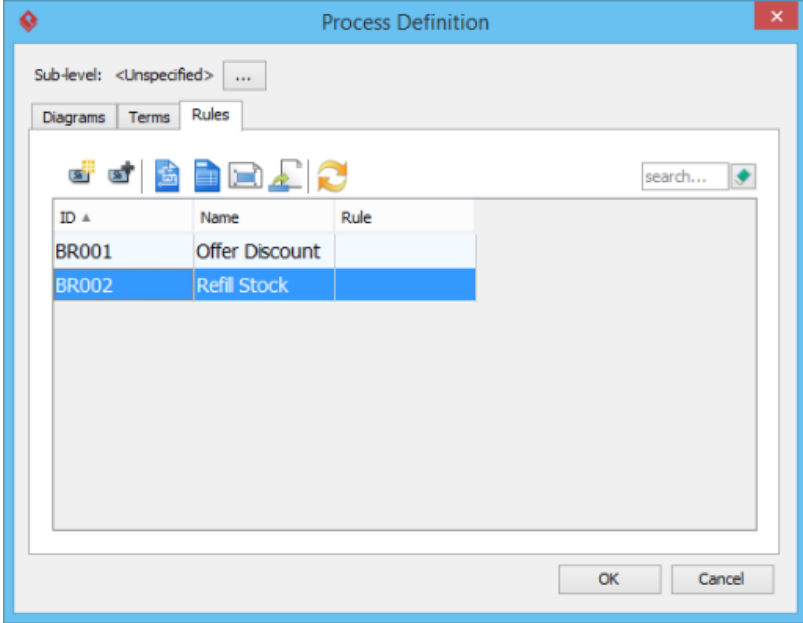 Process Definition
Sub-level: <Unspecified> ...
Diagrams Terms Rules
search...
ID Name Rule
BR001 Offer Discount
BR002 Refill Stock
OK Cancel